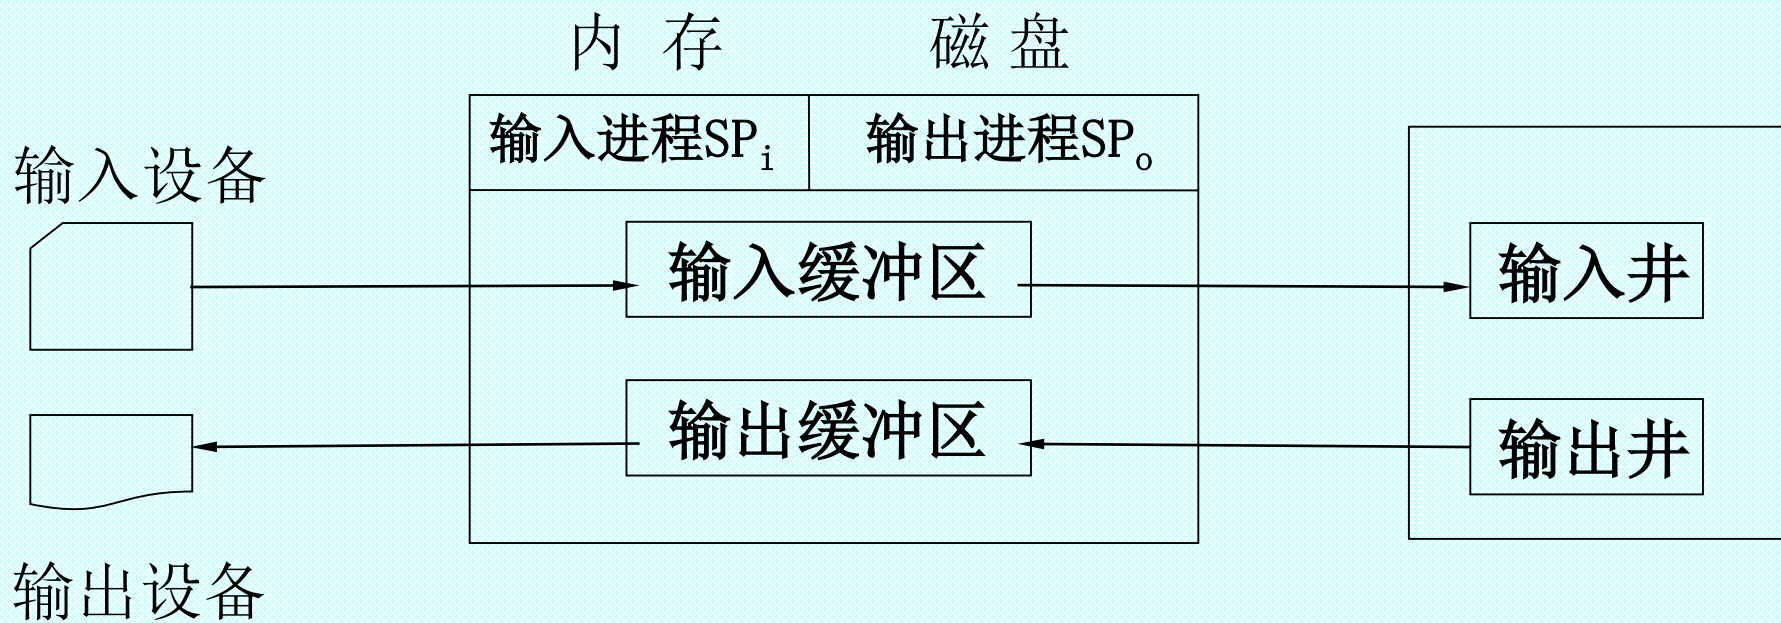 内 存 磁盘
输入进程SPi 输出进程SPo
输入设备
输入缓冲区 输入井
输出缓冲区 输出井
输出设备